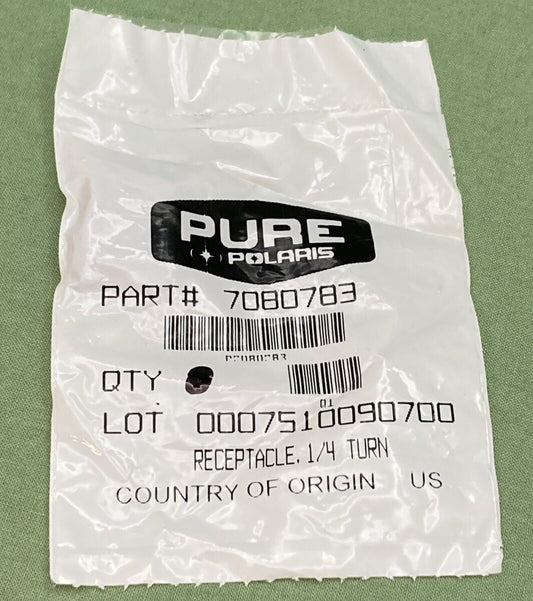 PURE
POLARIS
PART# 7080783
P7080783
QTY
01
LOT 0007510090700
RECEPTACLE, 1/4 TURN
COUNTRY OF ORIGIN US